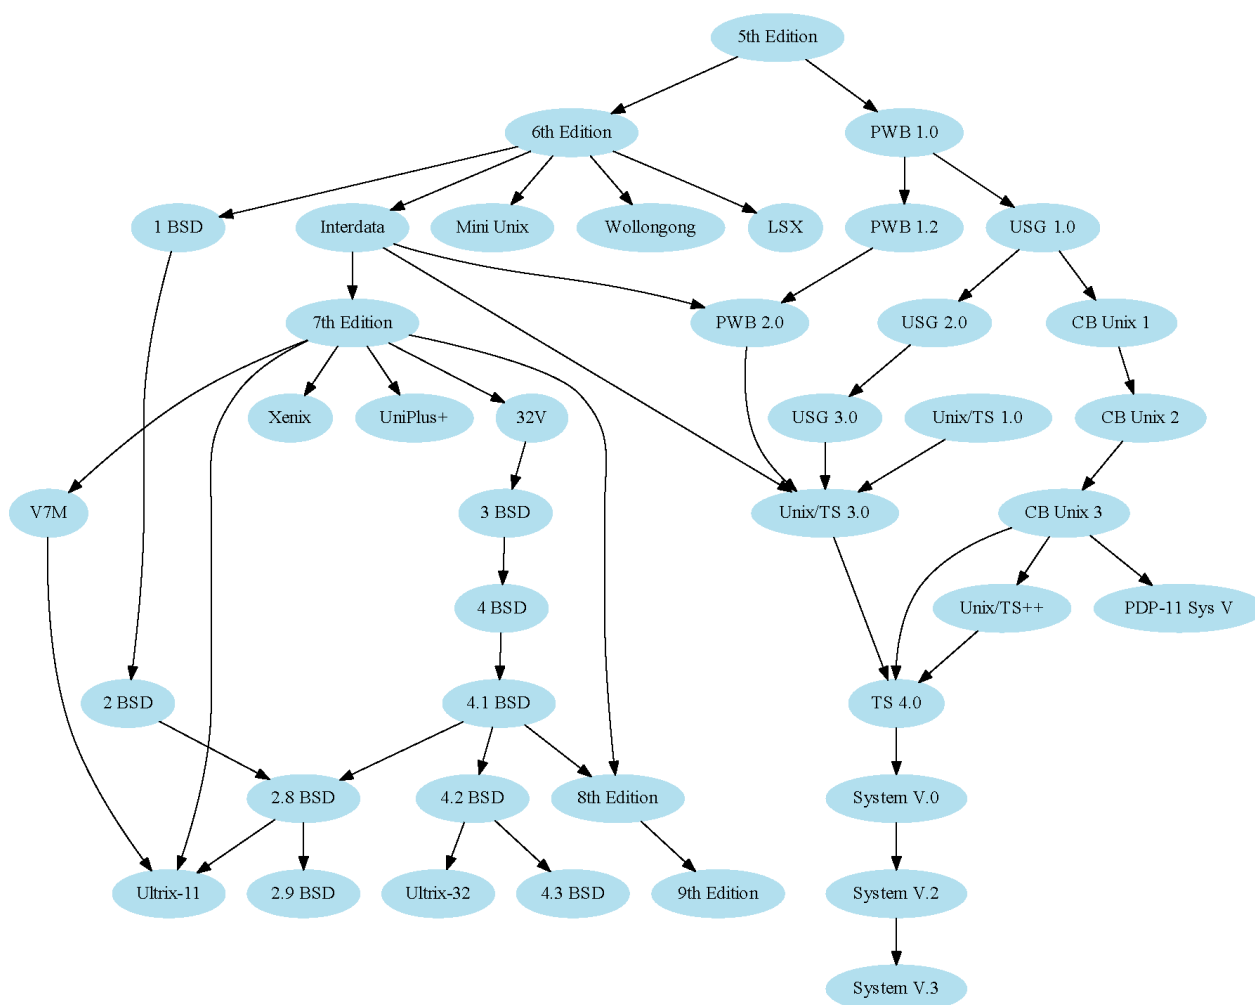 5th Edition
6th Edition
PWB 1.0
1 BSD
Interdata
Mini Unix
Wollongong
LSX
PWB 1.2
USG 1.0
7th Edition
PWB 2.0
USG 2.0
CB Unix 1
Xenix
UniPlus+
32V
USG 3.0
Unix/TS 1.0
CB Unix 2
V7M
3 BSD
Unix/TS 3.0
CB Unix 3
4 BSD
Unix/TS++
PDP-11 Sys V
2 BSD
4.1 BSD
TS 4.0
2.8 BSD
4.2 BSD
8th Edition
System V.0
Ultrix-11
2.9 BSD
Ultrix-32
4.3 BSD
9th Edition
System V.2
System V.3